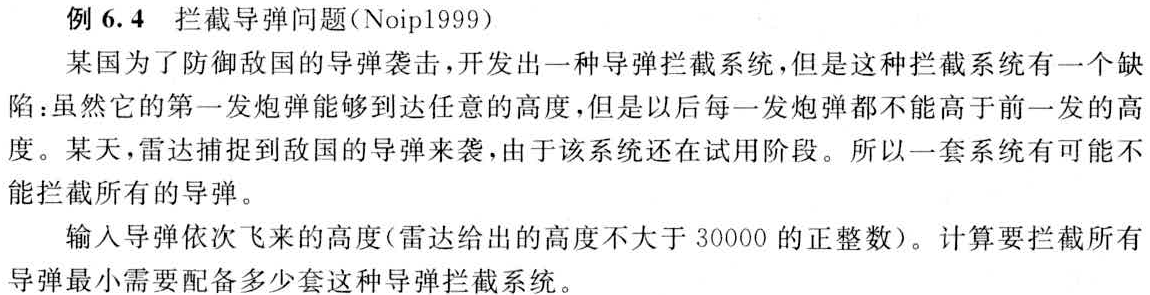 例 6.4 拦截导弹问题(Noip1999)
某国为了防御敌国的导弹袭击,开发出一种导弹拦截系统,但是这种拦截系统有一个缺
陷:虽然它的第一发炮弹能够到达任意的高度,但是以后每一发炮弹都不能高于前一发的高
度。某天,雷达捕捉到敌国的导弹来袭,由于该系统还在试用阶段。所以一套系统有可能不
能拦截所有的导弹。
输入导弹依次飞来的高度(雷达给出的高度不大于 30000 的正整数)。计算要拦截所有
导弹最小需要配备多少套这种导弹拦截系统。